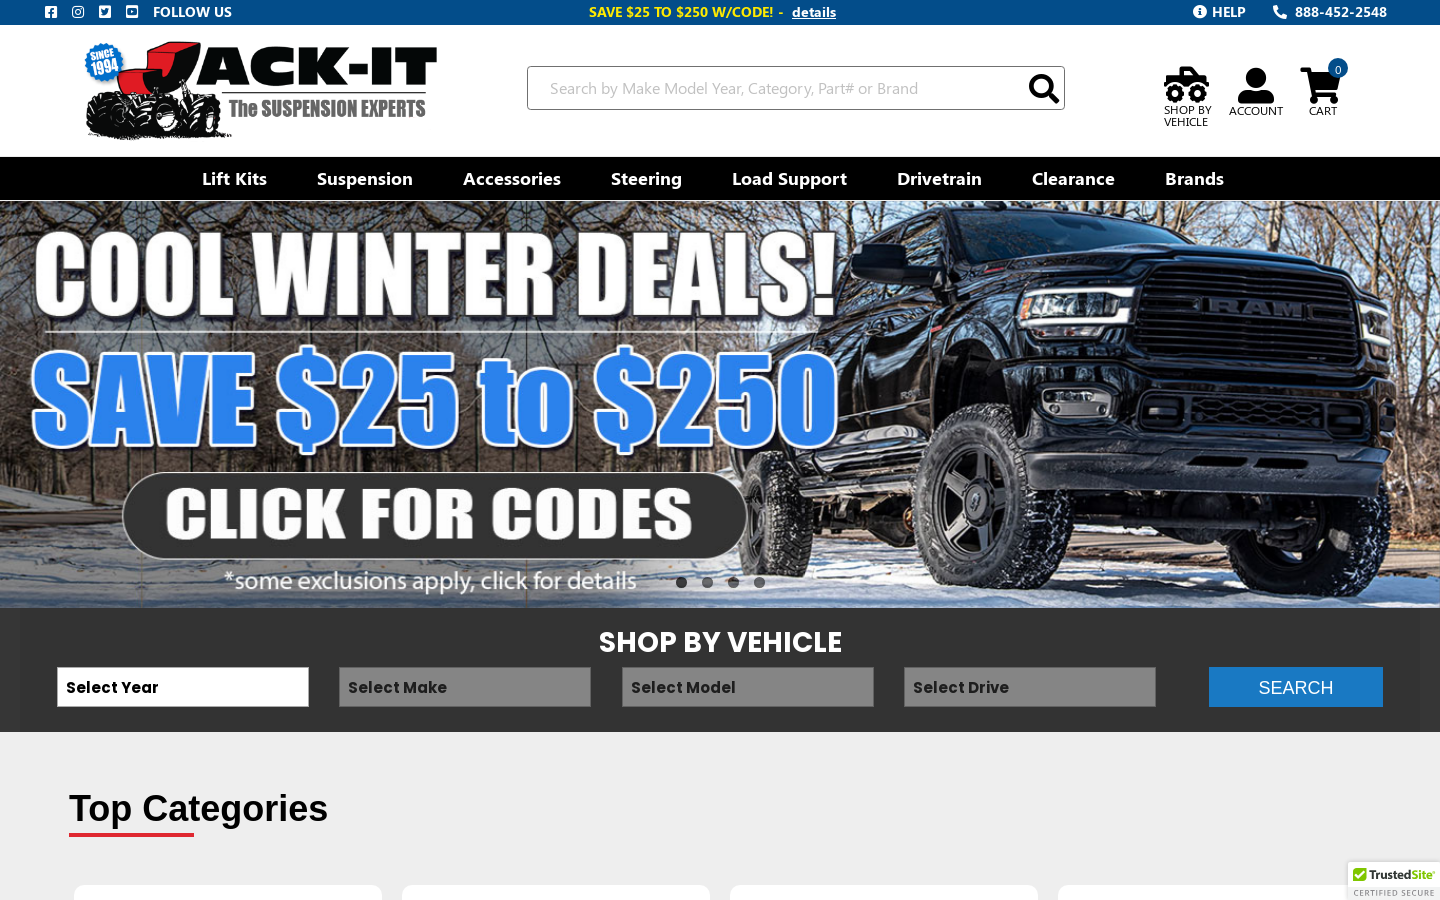 FOLLOW US
SAVE $25 TO $250 W/CODE! - details
HELP
888-452-2548
SINCE 1994
JACK-IT
The SUSPENSION EXPERTS
Search by Make Model Year, Category, Part# or Brand
SHOP BY
VEHICLE
ACCOUNT
0
CART
Lift Kits
Suspension
Accessories
Steering
Load Support
Drivetrain
Clearance
Brands
COOL WINTER DEALS!
SAVE $25 to $250
CLICK FOR CODES
*some exclusions apply, click for details
RAM
SHOP BY VEHICLE
Select Year
Select Make
Select Model
Select Drive
SEARCH
Top Categories
TrustedSite
CERTIFIED SECURE